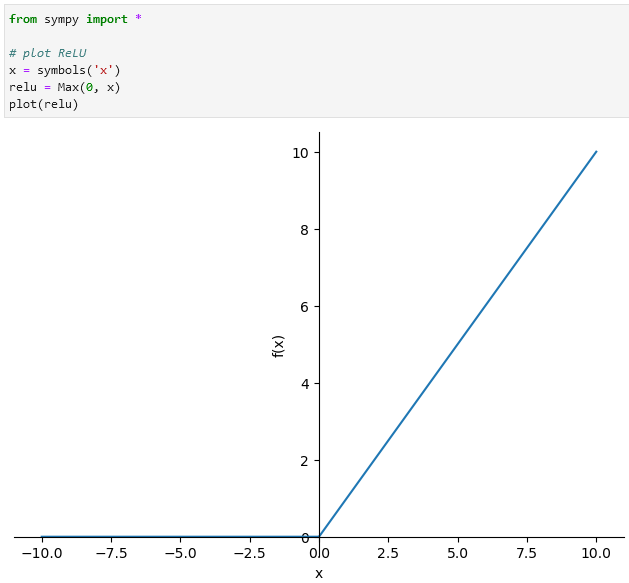 from sympy import *
# plot ReLU
x = symbols('x')
relu = Max(0, x)
plot(relu)
10
8
6
f(x)
4
2
0
−10.0 −7.5 −5.0 −2.5 0.0 2.5 5.0 7.5 10.0
x